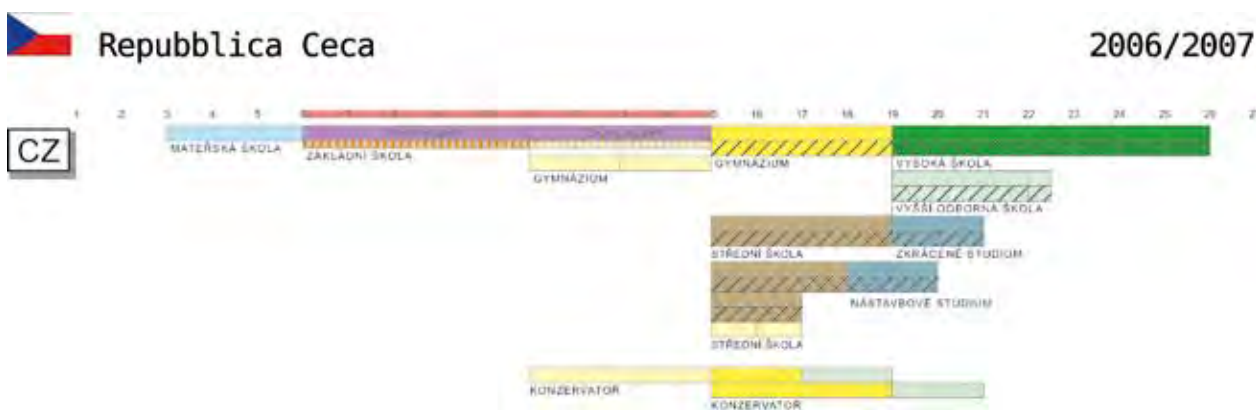 Repubblica Ceca 2006/2007
1 2 3 4 5 6 15 16 17 18 19 20 21 22 23 24 25 26
CZ
MATEŘSKÁ ŠKOLA ZÁKLADNÍ ŠKOLA GYMNÁZIUM VYSOKÁ ŠKOLA
GYMNÁZIUM
VYŠŠÍ ODBORNÁ ŠKOLA
STŘEDNÍ ŠKOLA ZKRÁCENÉ STUDIUM
NÁSTAVBOVÉ STUDIUM
STŘEDNÍ ŠKOLA
KONZERVATOŘ
KONZERVATOŘ